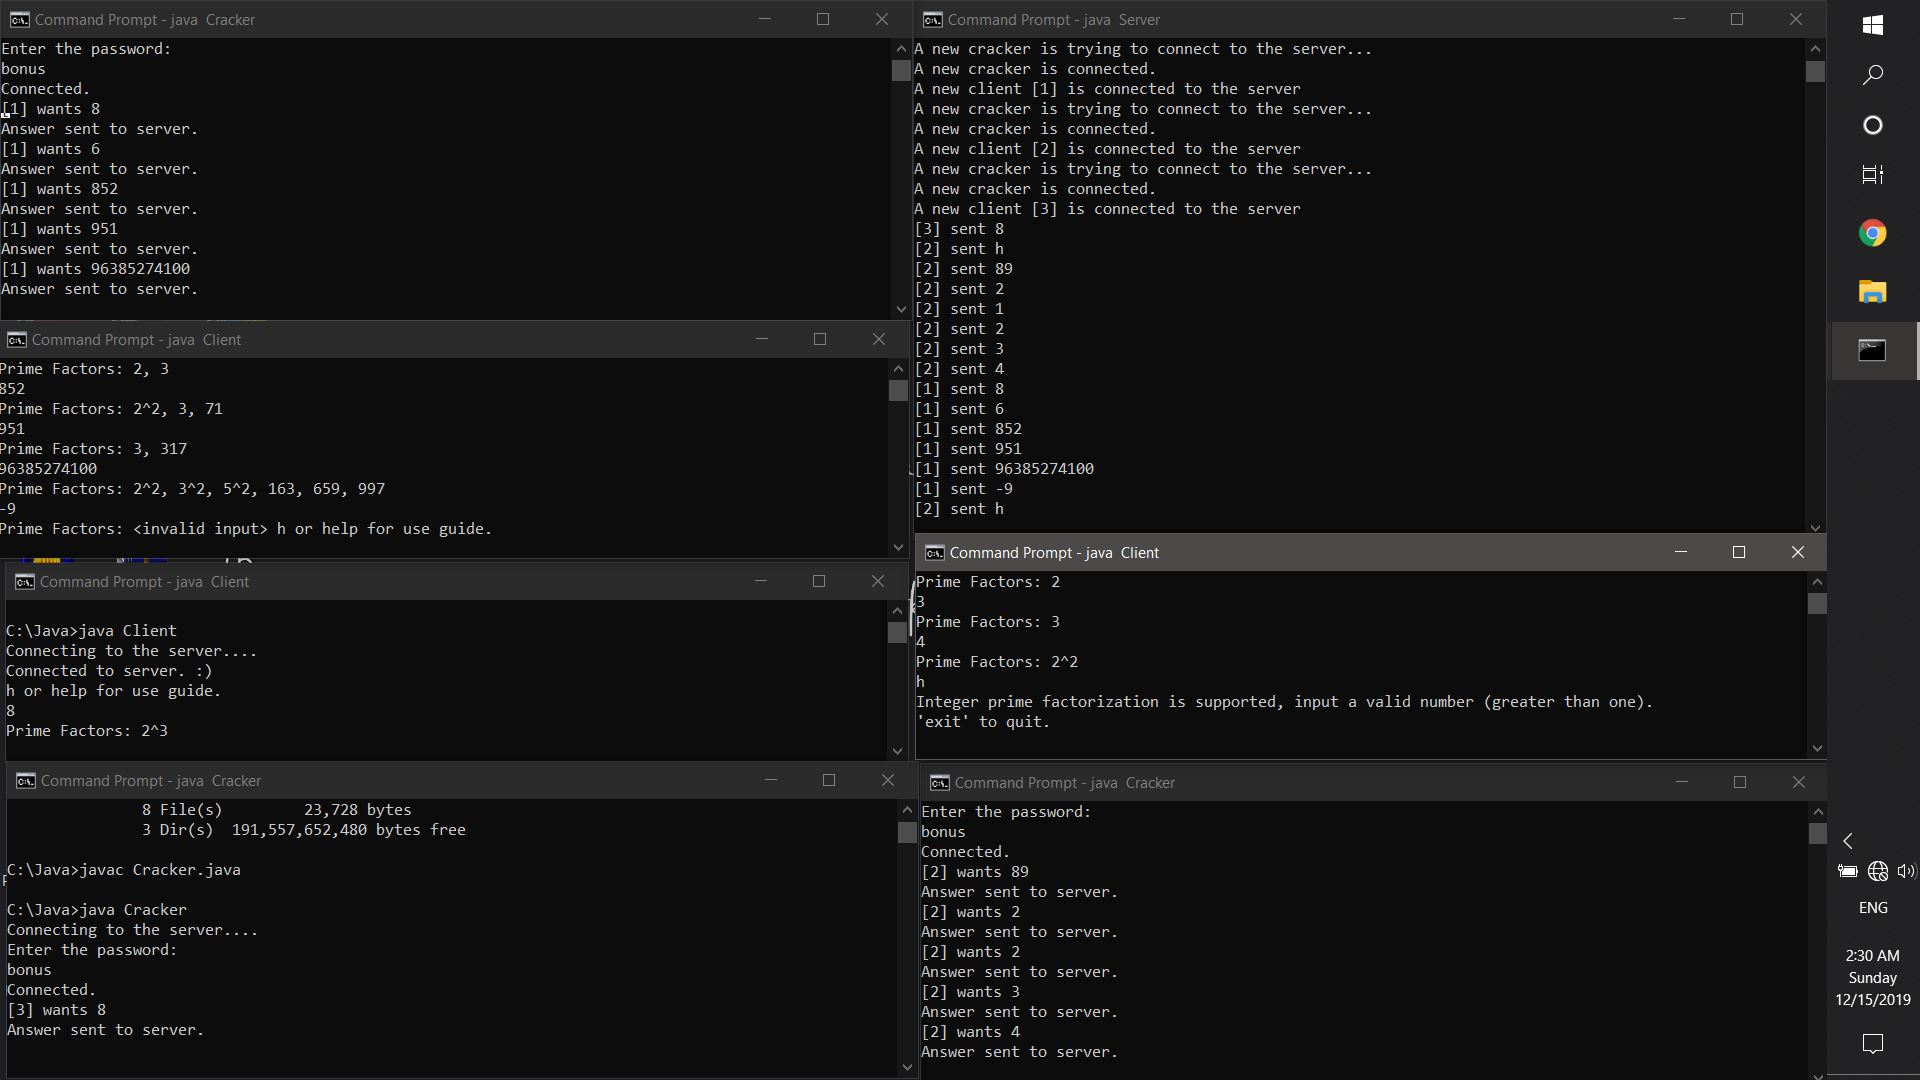 Command Prompt - java  Cracker
Enter the password:
bonus
Connected.
[1] wants 8
Answer sent to server.
[1] wants 6
Answer sent to server.
[1] wants 852
Answer sent to server.
[1] wants 951
Answer sent to server.
[1] wants 96385274100
Answer sent to server.
Command Prompt - java  Server
A new cracker is trying to connect to the server...
A new cracker is connected.
A new client [1] is connected to the server
A new cracker is trying to connect to the server...
A new cracker is connected.
A new client [2] is connected to the server
A new cracker is trying to connect to the server...
A new cracker is connected.
A new client [3] is connected to the server
[3] sent 8
[2] sent h
[2] sent 89
[2] sent 2
[2] sent 1
[2] sent 2
[2] sent 3
[2] sent 4
[1] sent 8
[1] sent 6
[1] sent 852
[1] sent 951
[1] sent 96385274100
[1] sent -9
[2] sent h
Command Prompt - java  Client
Prime Factors: 2, 3
852
Prime Factors: 2^2, 3, 71
951
Prime Factors: 3, 317
96385274100
Prime Factors: 2^2, 3^2, 5^2, 163, 659, 997
-9
Prime Factors: <invalid input> h or help for use guide.
Command Prompt - java  Client
C:\Java>java Client
Connecting to the server....
Connected to server. :)
h or help for use guide.
8
Prime Factors: 2^3
Command Prompt - java  Client
Prime Factors: 2
3
Prime Factors: 3
4
Prime Factors: 2^2
h
Integer prime factorization is supported, input a valid number (greater than one).
'exit' to quit.
Command Prompt - java  Cracker
8 File(s)         23,728 bytes
3 Dir(s)  191,557,652,480 bytes free
C:\Java>javac Cracker.java
C:\Java>java Cracker
Connecting to the server....
Enter the password:
bonus
Connected.
[3] wants 8
Answer sent to server.
Command Prompt - java  Cracker
Enter the password:
bonus
Connected.
[2] wants 89
Answer sent to server.
[2] wants 2
Answer sent to server.
[2] wants 2
Answer sent to server.
[2] wants 3
Answer sent to server.
[2] wants 4
Answer sent to server.
ENG
2:30 AM
Sunday
12/15/2019